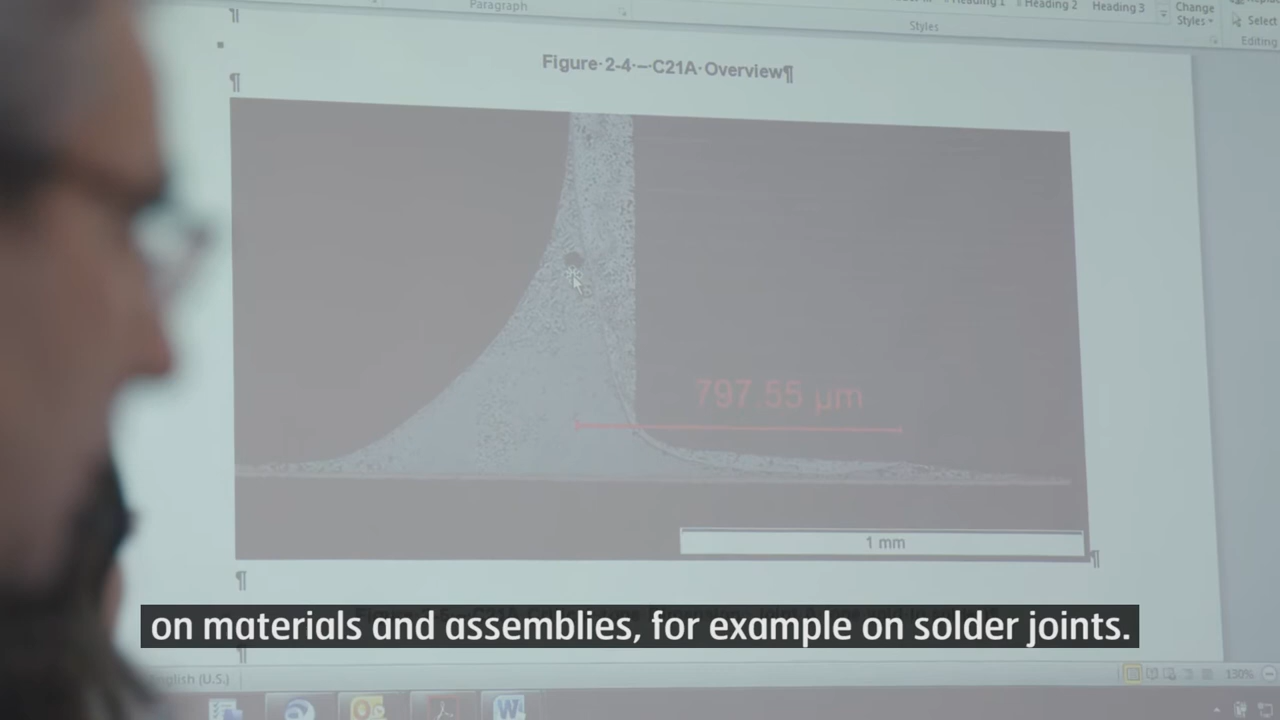 Paragraph
Heading 1
Heading 2
Heading 3
Change
Styles
Select
Styles
Editing
¶
Figure·2-4·–·C21A·Overview¶
¶
797.55 µm
1 mm
¶
¶
on materials and assemblies, for example on solder joints.
¶
English (U.S.)
130%
W